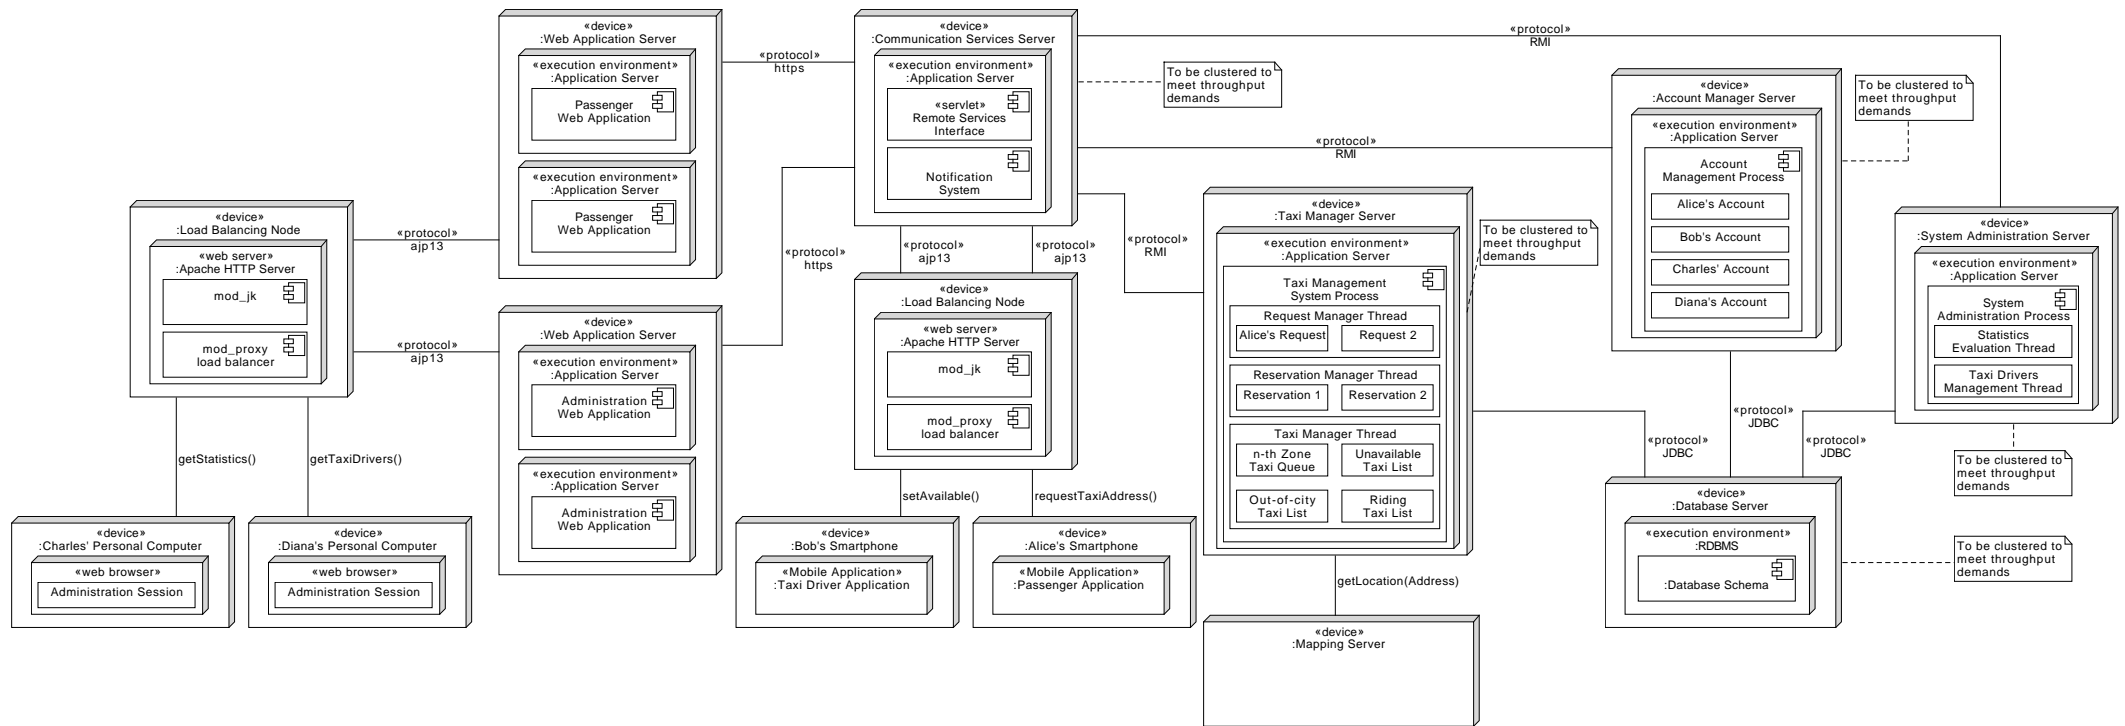 «device»
:Web Application Server
«execution environment»
:Application Server
Passenger
Web Application
«execution environment»
:Application Server
Passenger
Web Application
«protocol»
https
«device»
:Communication Services Server
«execution environment»
:Application Server
«servlet»
Remote Services
Interface
Notification
System
To be clustered to
meet throughput
demands
«protocol»
RMI
«device»
:Account Manager Server
«execution environment»
:Application Server
Account
Management Process
Alice's Account
Bob's Account
Charles' Account
Diana's Account
To be clustered to
meet throughput
demands
«protocol»
RMI
«device»
:Load Balancing Node
«web server»
:Apache HTTP Server
mod_jk
mod_proxy
load balancer
«protocol»
ajp13
«protocol»
ajp13
«protocol»
https
«protocol»
ajp13
«protocol»
ajp13
«protocol»
RMI
«device»
:Taxi Manager Server
«execution environment»
:Application Server
Taxi Management
System Process
Request Manager Thread
Alice's Request
Request 2
Reservation Manager Thread
Reservation 1
Reservation 2
Taxi Manager Thread
n-th Zone
Taxi Queue
Unavailable
Taxi List
Out-of-city
Taxi List
Riding
Taxi List
To be clustered to
meet throughput
demands
«device»
:System Administration Server
«execution environment»
:Application Server
System
Administration Process
Statistics
Evaluation Thread
Taxi Drivers
Management Thread
To be clustered to
meet throughput
demands
«device»
:Web Application Server
«execution environment»
:Application Server
Administration
Web Application
«execution environment»
:Application Server
Administration
Web Application
«device»
:Load Balancing Node
«web server»
:Apache HTTP Server
mod_jk
mod_proxy
load balancer
«protocol»
JDBC
«protocol»
JDBC
«protocol»
JDBC
getStatistics()
getTaxiDrivers()
setAvailable()
requestTaxiAddress()
«device»
:Charles' Personal Computer
«web browser»
Administration Session
«device»
:Diana's Personal Computer
«web browser»
Administration Session
«device»
:Bob's Smartphone
«Mobile Application»
:Taxi Driver Application
«device»
:Alice's Smartphone
«Mobile Application»
:Passenger Application
getLocation(Address)
«device»
:Mapping Server
«device»
:Database Server
«execution environment»
:RDBMS
:Database Schema
To be clustered to
meet throughput
demands